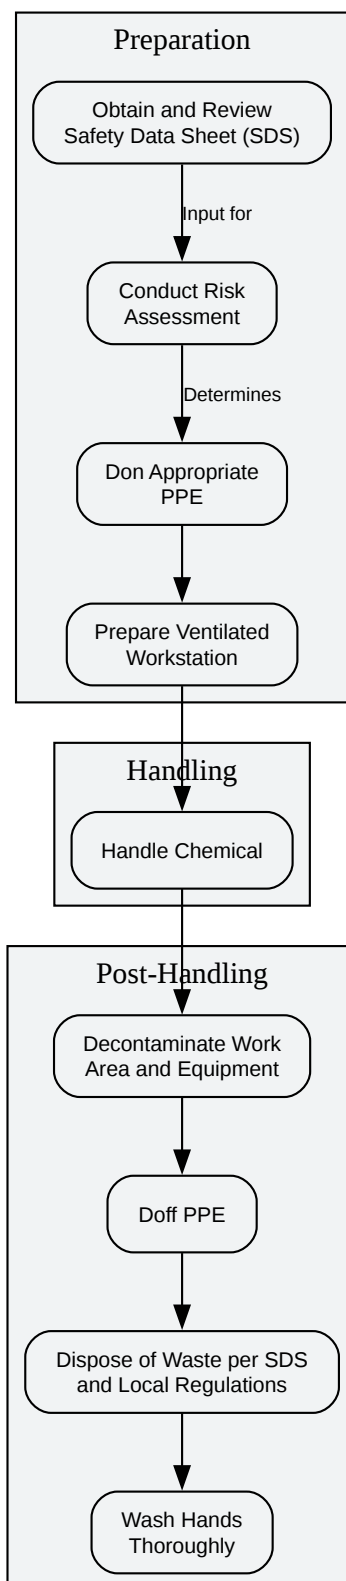 Preparation
Obtain and Review
Safety Data Sheet (SDS)
Input for
Conduct Risk
Assessment
Determines
Don Appropriate
PPE
Prepare Ventilated
Workstation
Handling
Handle Chemical
Post-Handling
Decontaminate Work
Area and Equipment
Doff PPE
Dispose of Waste per SDS
and Local Regulations
Wash Hands
Thoroughly